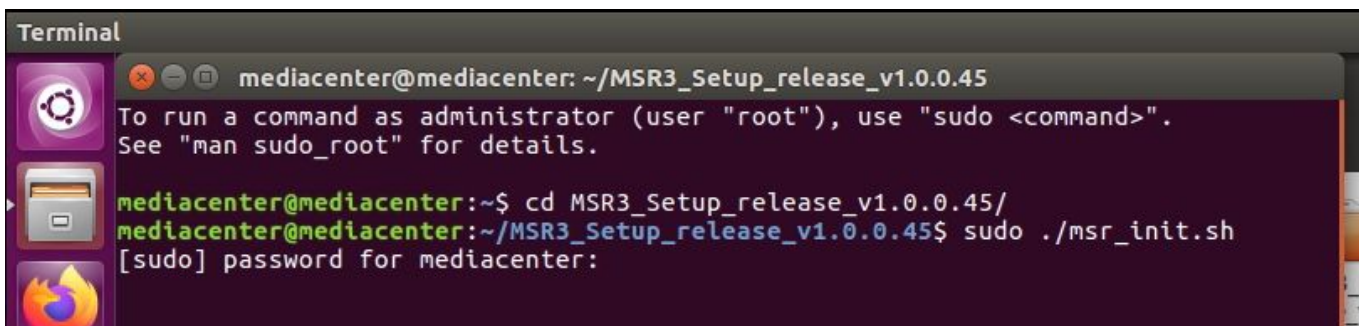 Terminal
mediacenter@mediacenter: ~/MSR3_Setup_release_v1.0.0.45
To run a command as administrator (user "root"), use "sudo <command>".
See "man sudo_root" for details.
mediacenter@mediacenter:~$ cd MSR3_Setup_release_v1.0.0.45/
mediacenter@mediacenter:~/MSR3_Setup_release_v1.0.0.45$ sudo ./msr_init.sh
[sudo] password for mediacenter: